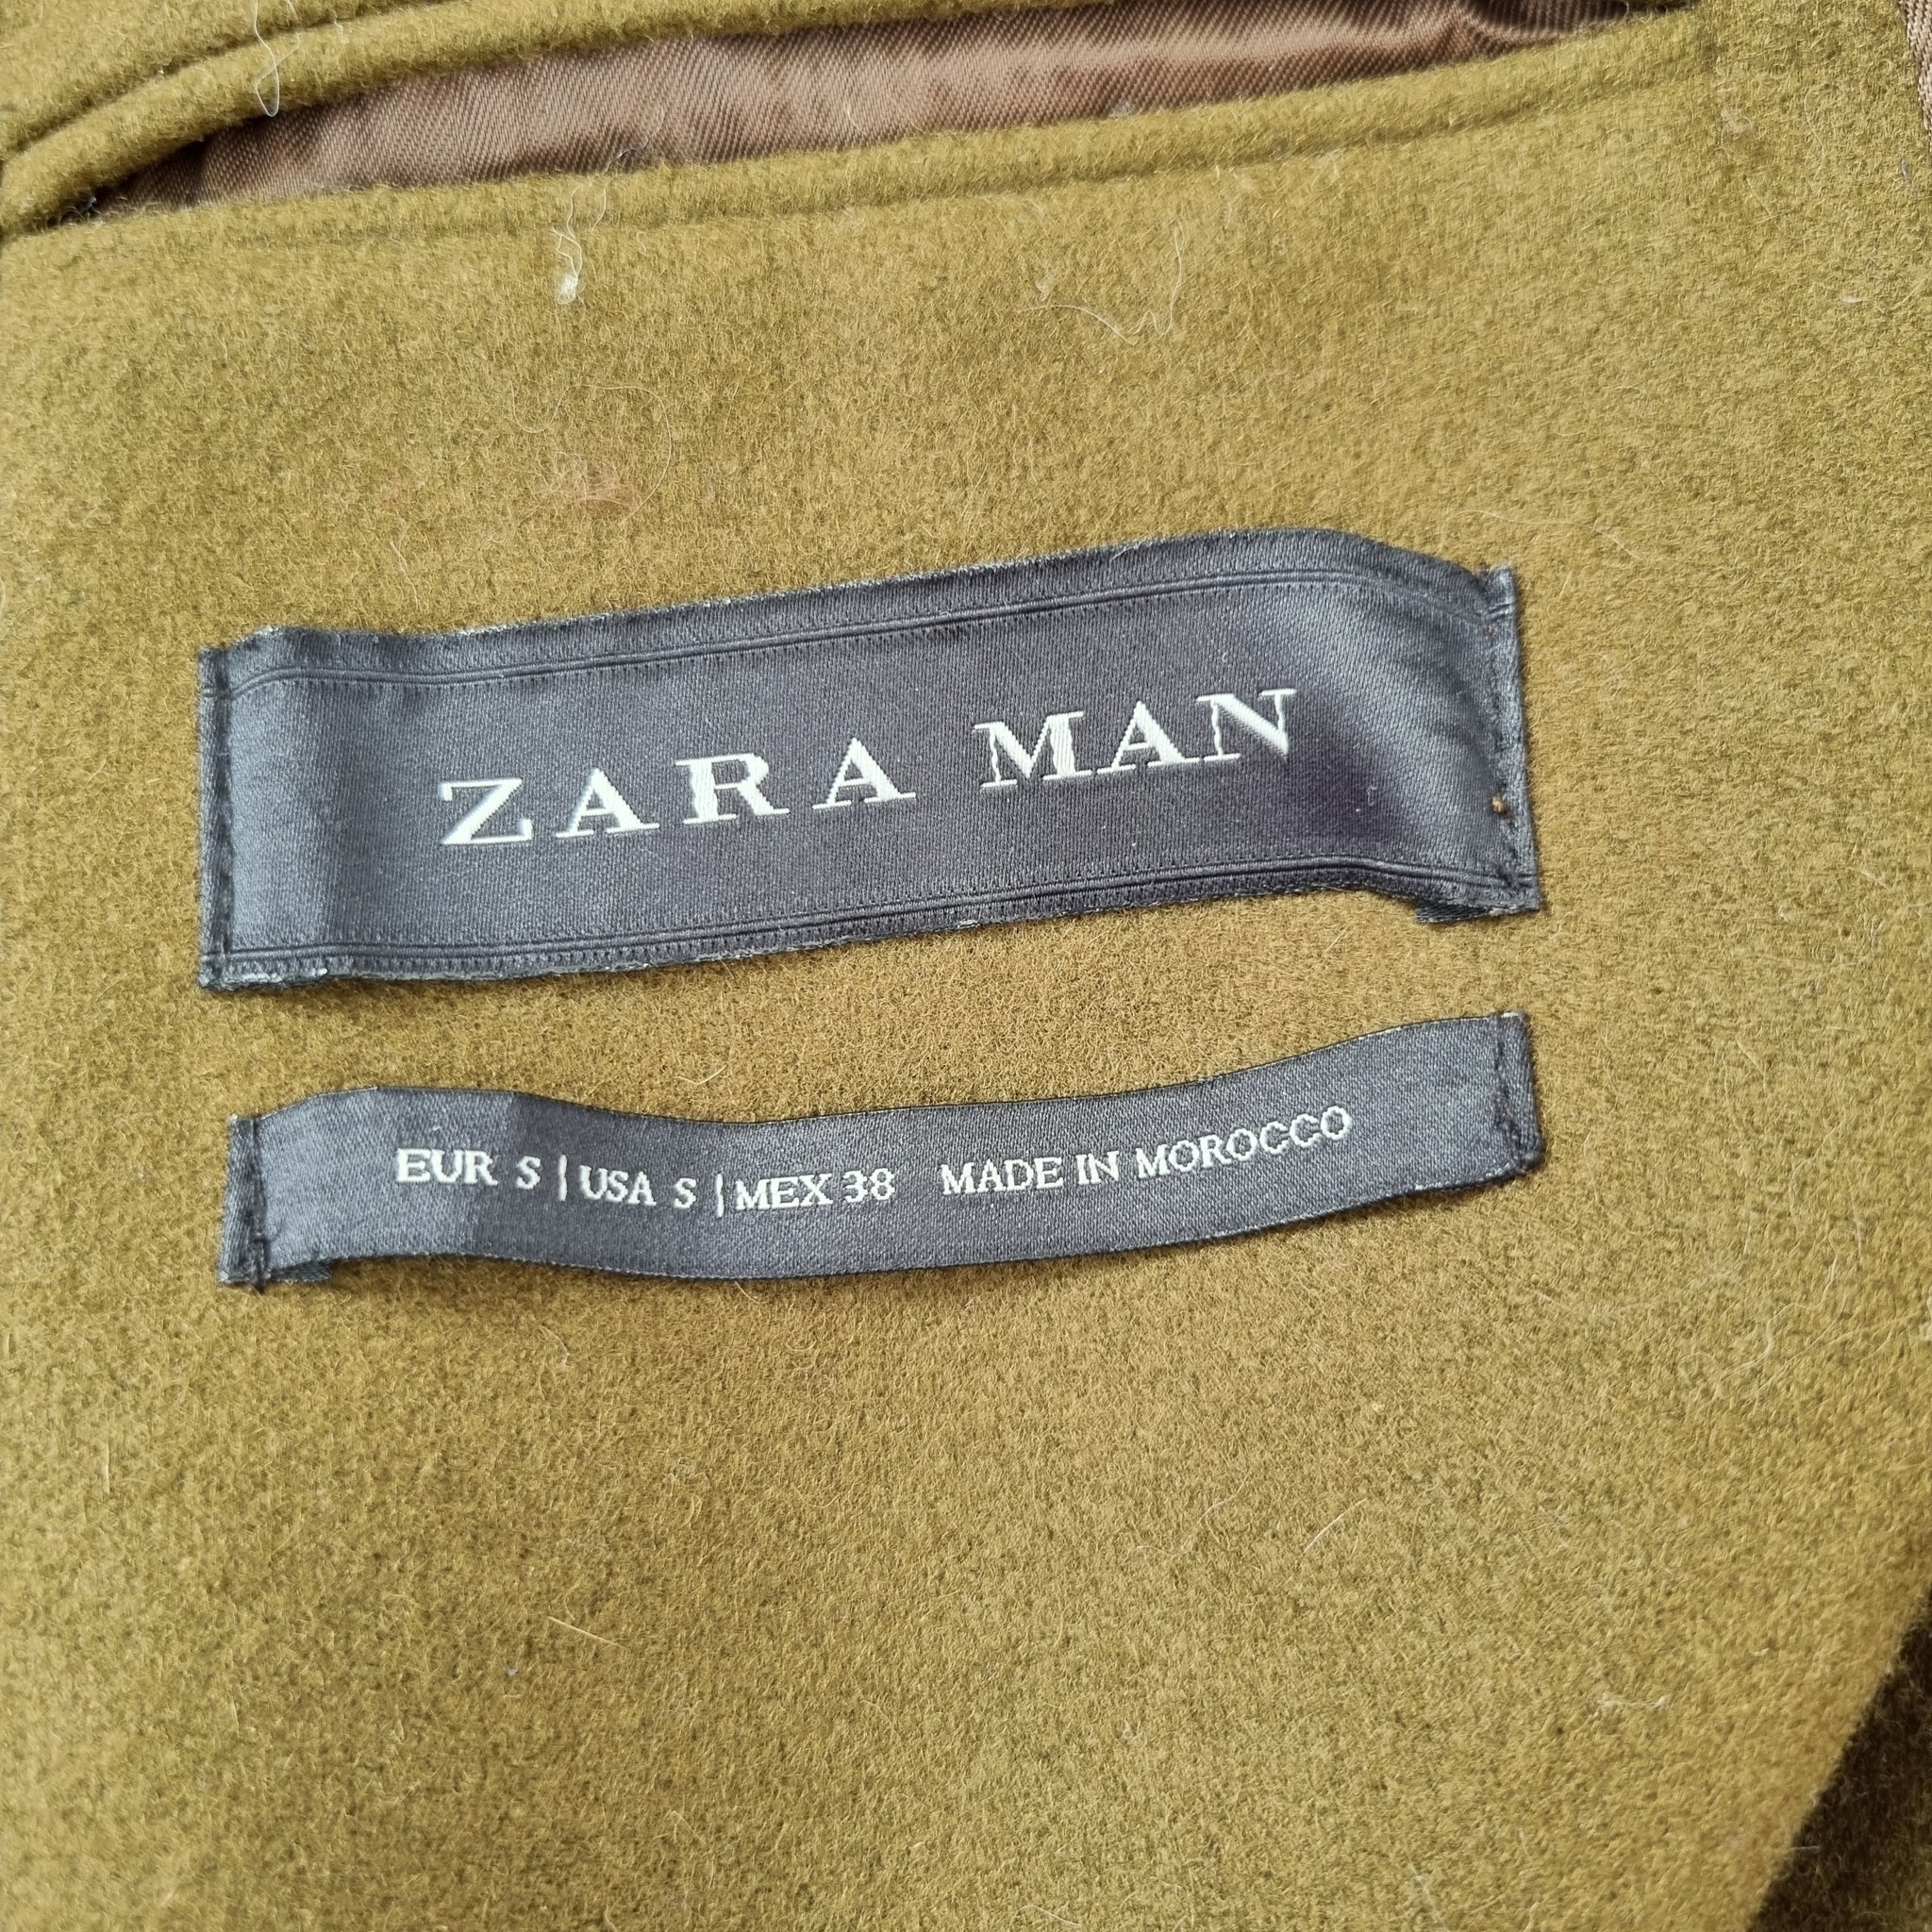 ZARA MAN
EUR S | USA S | MEX 38 MADE IN MOROCCO